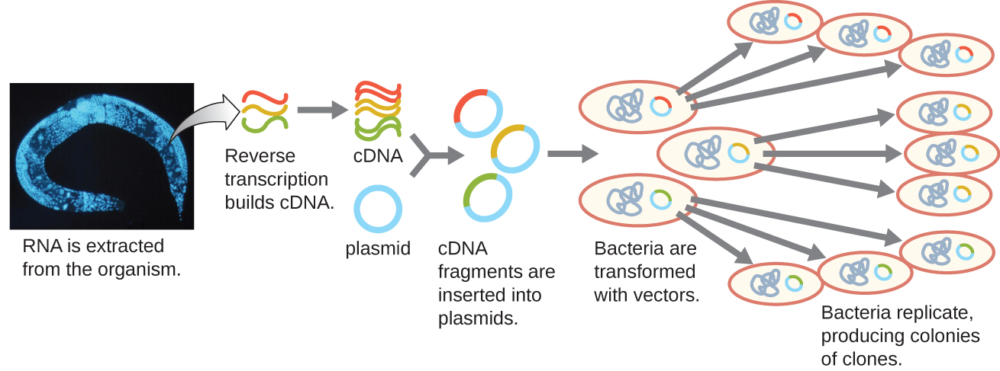 RNA is extracted
from the organism.
Reverse
transcription
builds cDNA.
cDNA
plasmid
cDNA
fragments are
inserted into
plasmids.
Bacteria are
transformed
with vectors.
Bacteria replicate,
producing colonies
of clones.